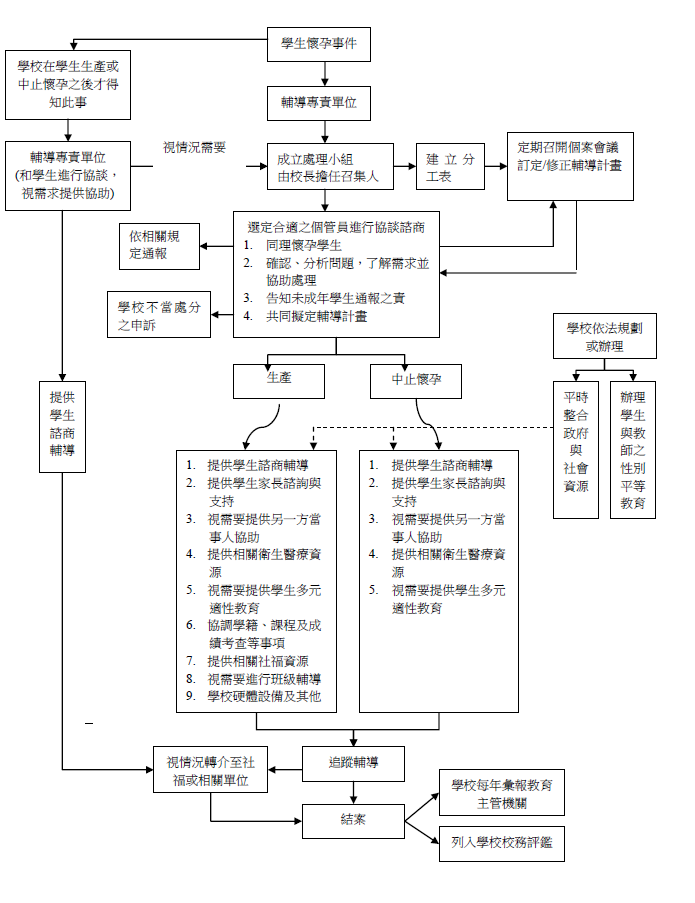 學生懷孕事件
學校在學生生產或
中止懷孕之後才得
知此事
輔導專責單位
輔導專責單位
(和學生進行協談，
視需求提供協助)
視情況需要
成立處理小組
由校長擔任召集人
建立分
工表
定期召開個案會議
訂定/修正輔導計畫
依相關規
定通報
選定合適之個管員進行協談諮商
1. 同理懷孕學生
2. 確認、分析問題，了解需求並
協助處理
3. 告知未成年學生通報之責
4. 共同擬定輔導計畫
學校不當處分
之申訴
學校依法規劃
或辦理
生產
中止懷孕
提供
學生
諮商
輔導
平時
整合
政府
與
社會
資源
辦理
學生
與教
師之
性別
平等
教育
1. 提供學生諮商輔導
2. 提供學生家長諮詢與
支持
3. 視需要提供另一方當
事人協助
4. 提供相關衛生醫療資
源
5. 視需要提供學生多元
適性教育
6. 協調學籍、課程及成
績考查等事項
7. 提供相關社福資源
8. 視需要進行班級輔導
9. 學校硬體設備及其他
1. 提供學生諮商輔導
2. 提供學生家長諮詢與
支持
3. 視需要提供另一方當
事人協助
4. 提供相關衛生醫療資
源
5. 視需要提供學生多元
適性教育
視情況轉介至社
福或相關單位
追蹤輔導
結案
學校每年彙報教育
主管機關
列入學校校務評鑑